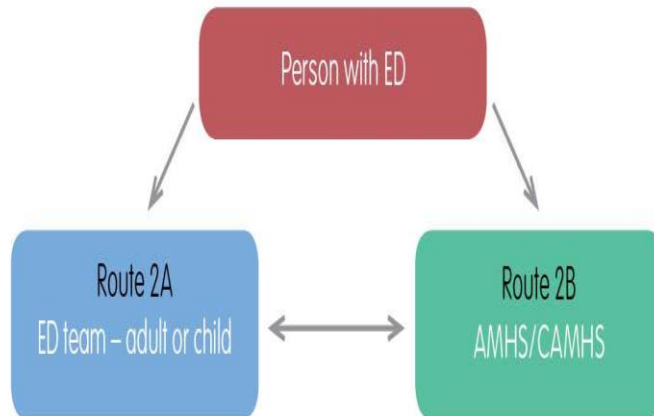 Person with ED
Route 2A
ED team – adult or child
Route 2B
AMHS/CAMHS